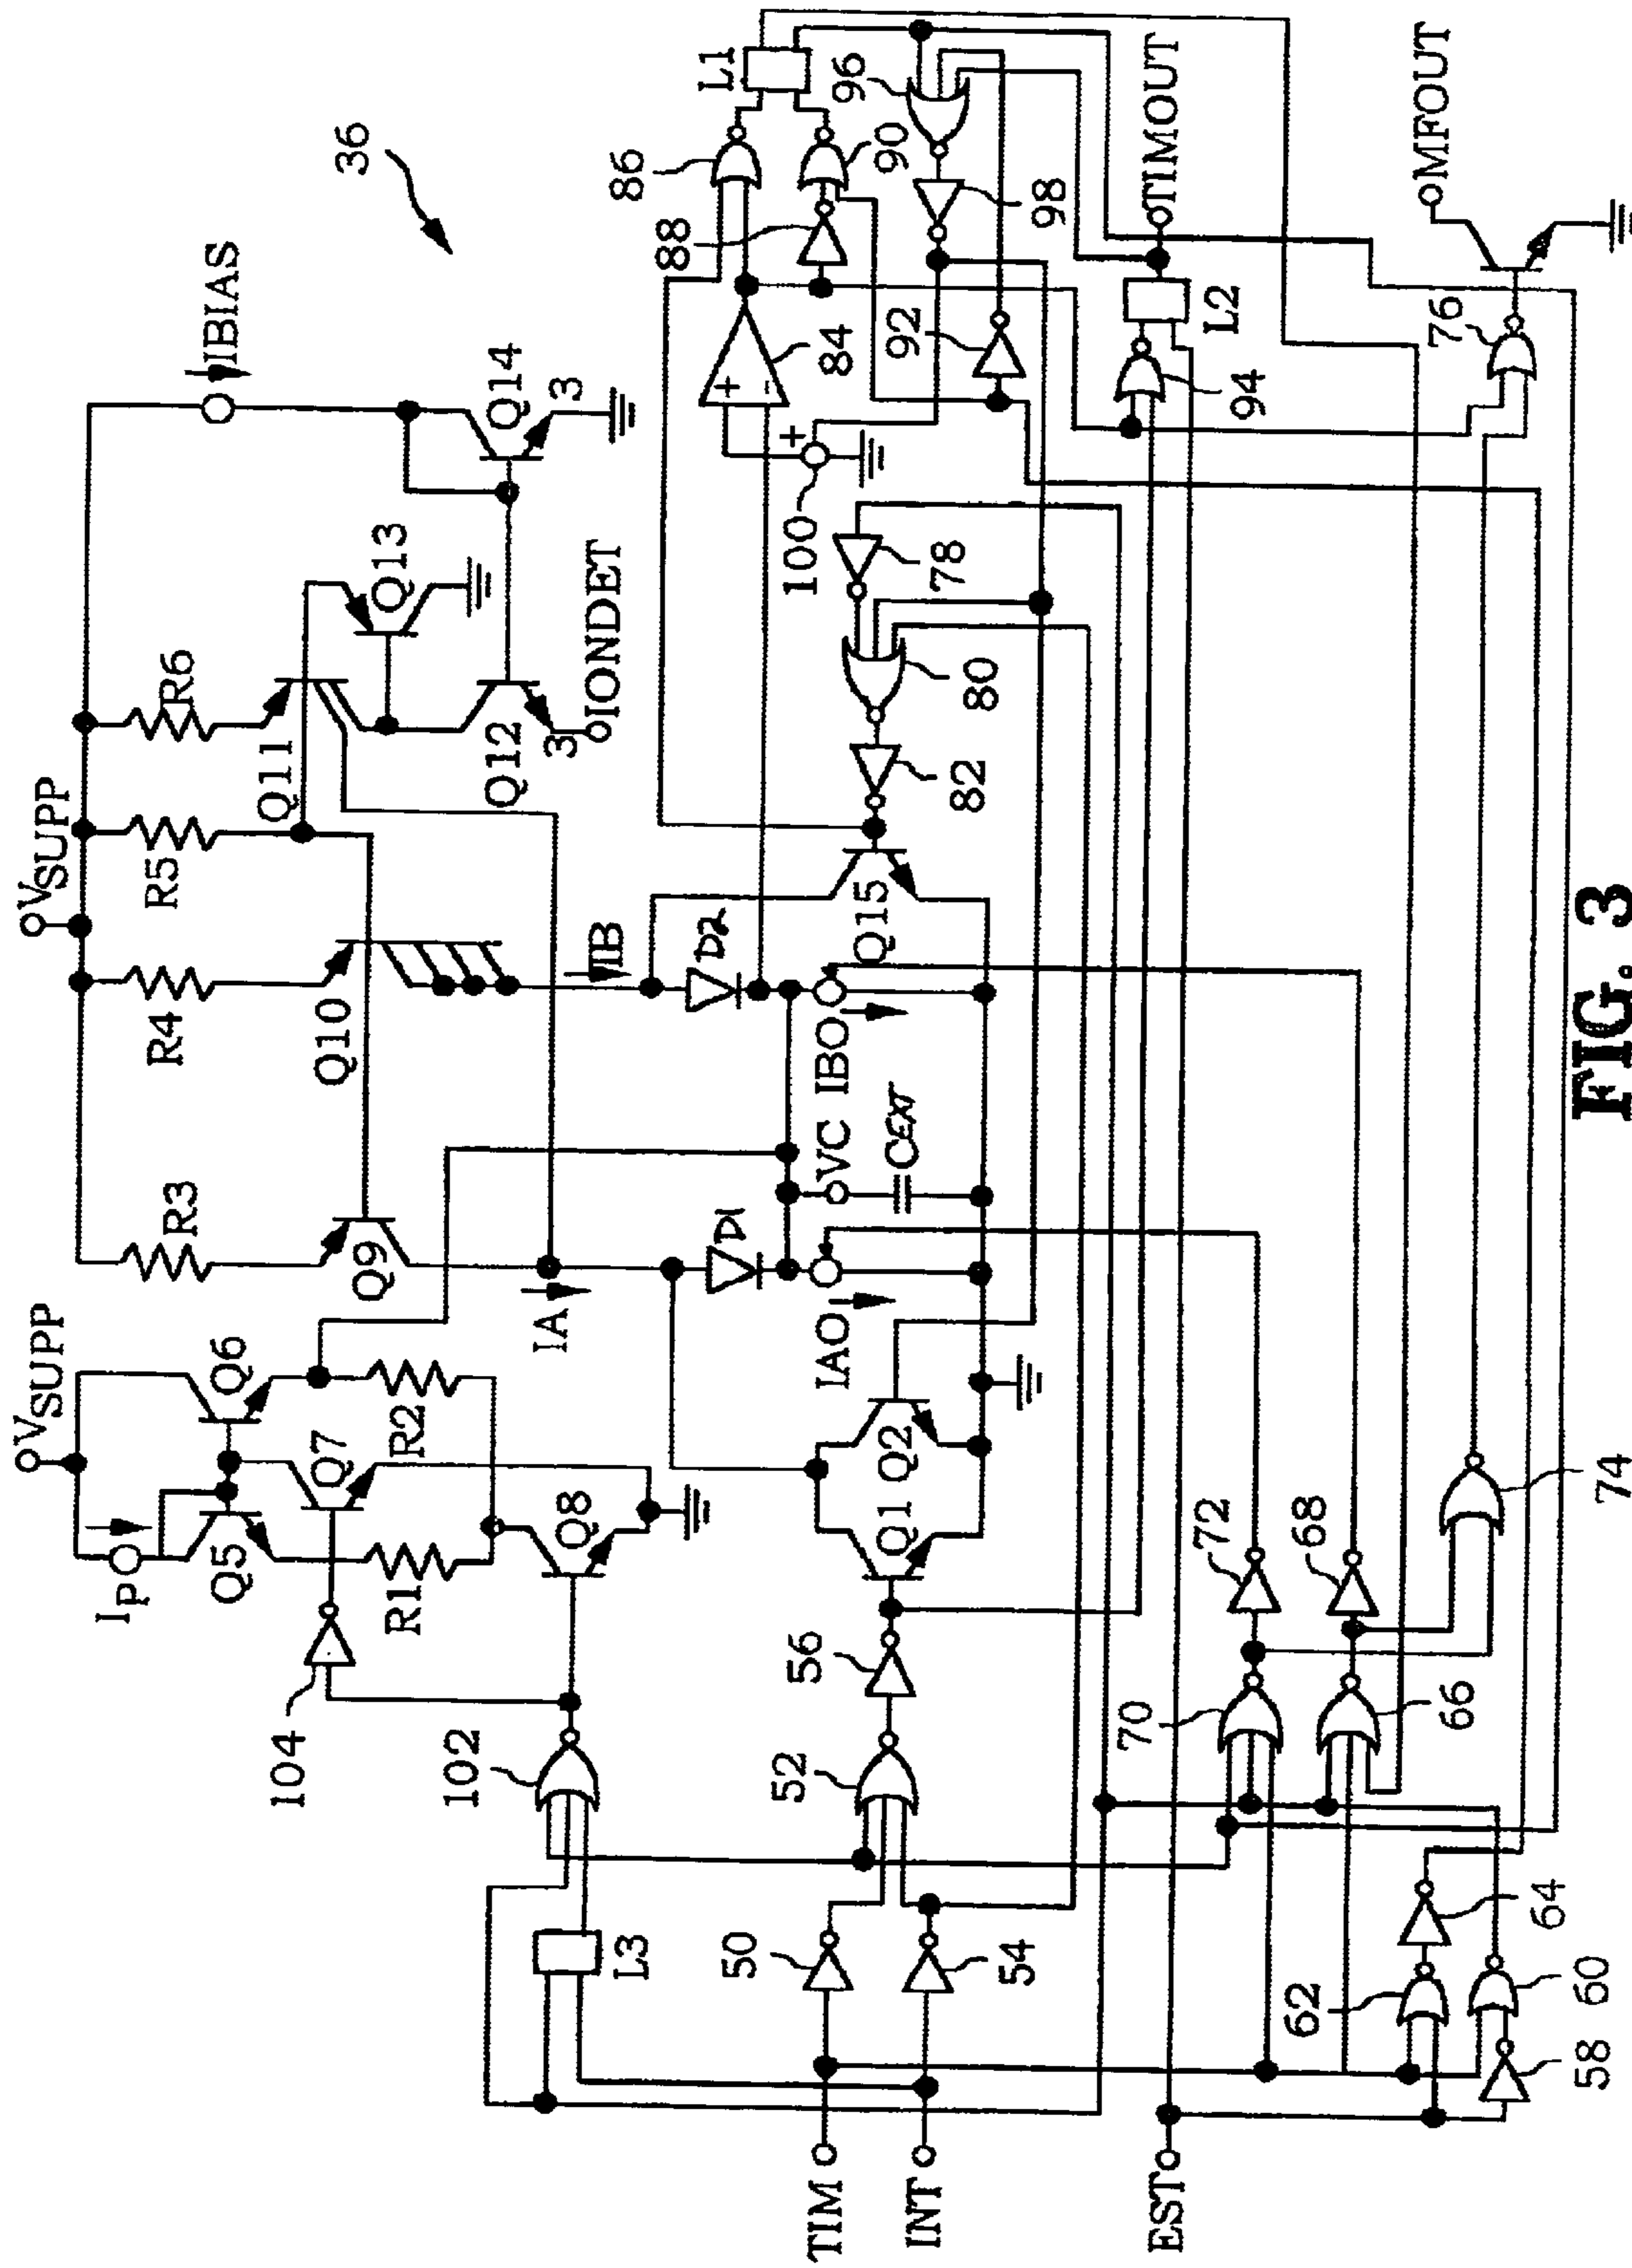 36
VSUPP
VSUPP
IBIAS
IP
Q5
Q6
Q7
Q8
R1
R2
R3
Q9
R4
Q10
R5
Q11
R6
Q13
Q12
3
IONDET
Q14
3
104
102
L3
IA
IB
D1
D2
IAO
VC
CEXT
IBO
Q1
Q2
Q15
82
80
78
100
+
+
-
84
86
88
90
L1
92
96
98
TIM
INT
EST
50
52
54
56
94
L2
TIMOUT
70
72
66
68
74
76
MFOUT
62
64
58
60
FIG. 3